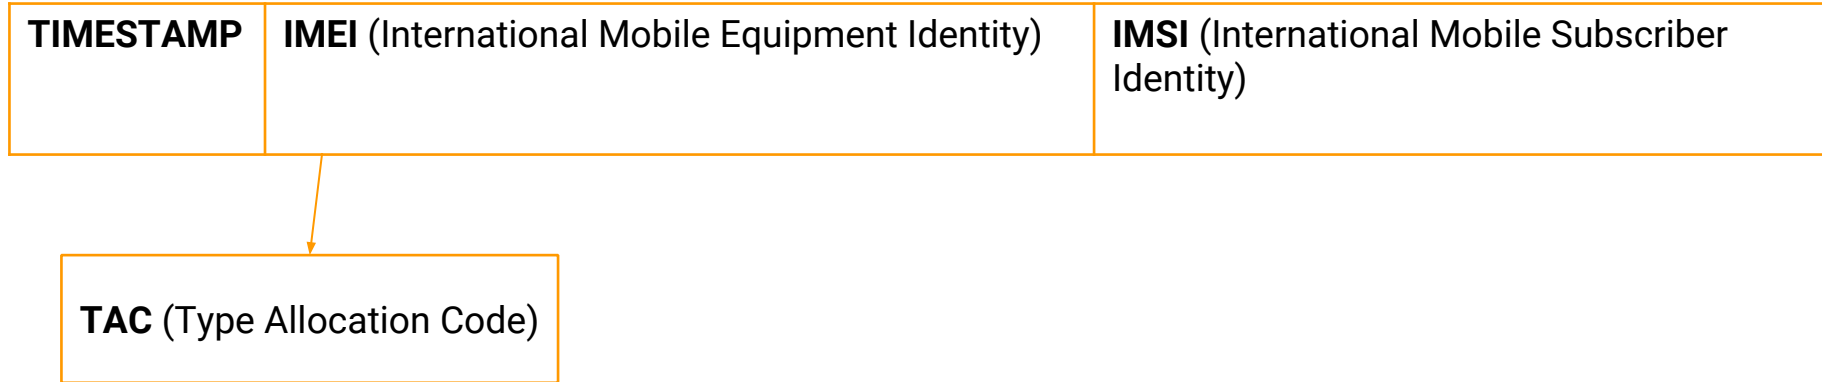 TIMESTAMP
IMEI (International Mobile Equipment Identity)
IMSI (International Mobile Subscriber
Identity)
TAC (Type Allocation Code)